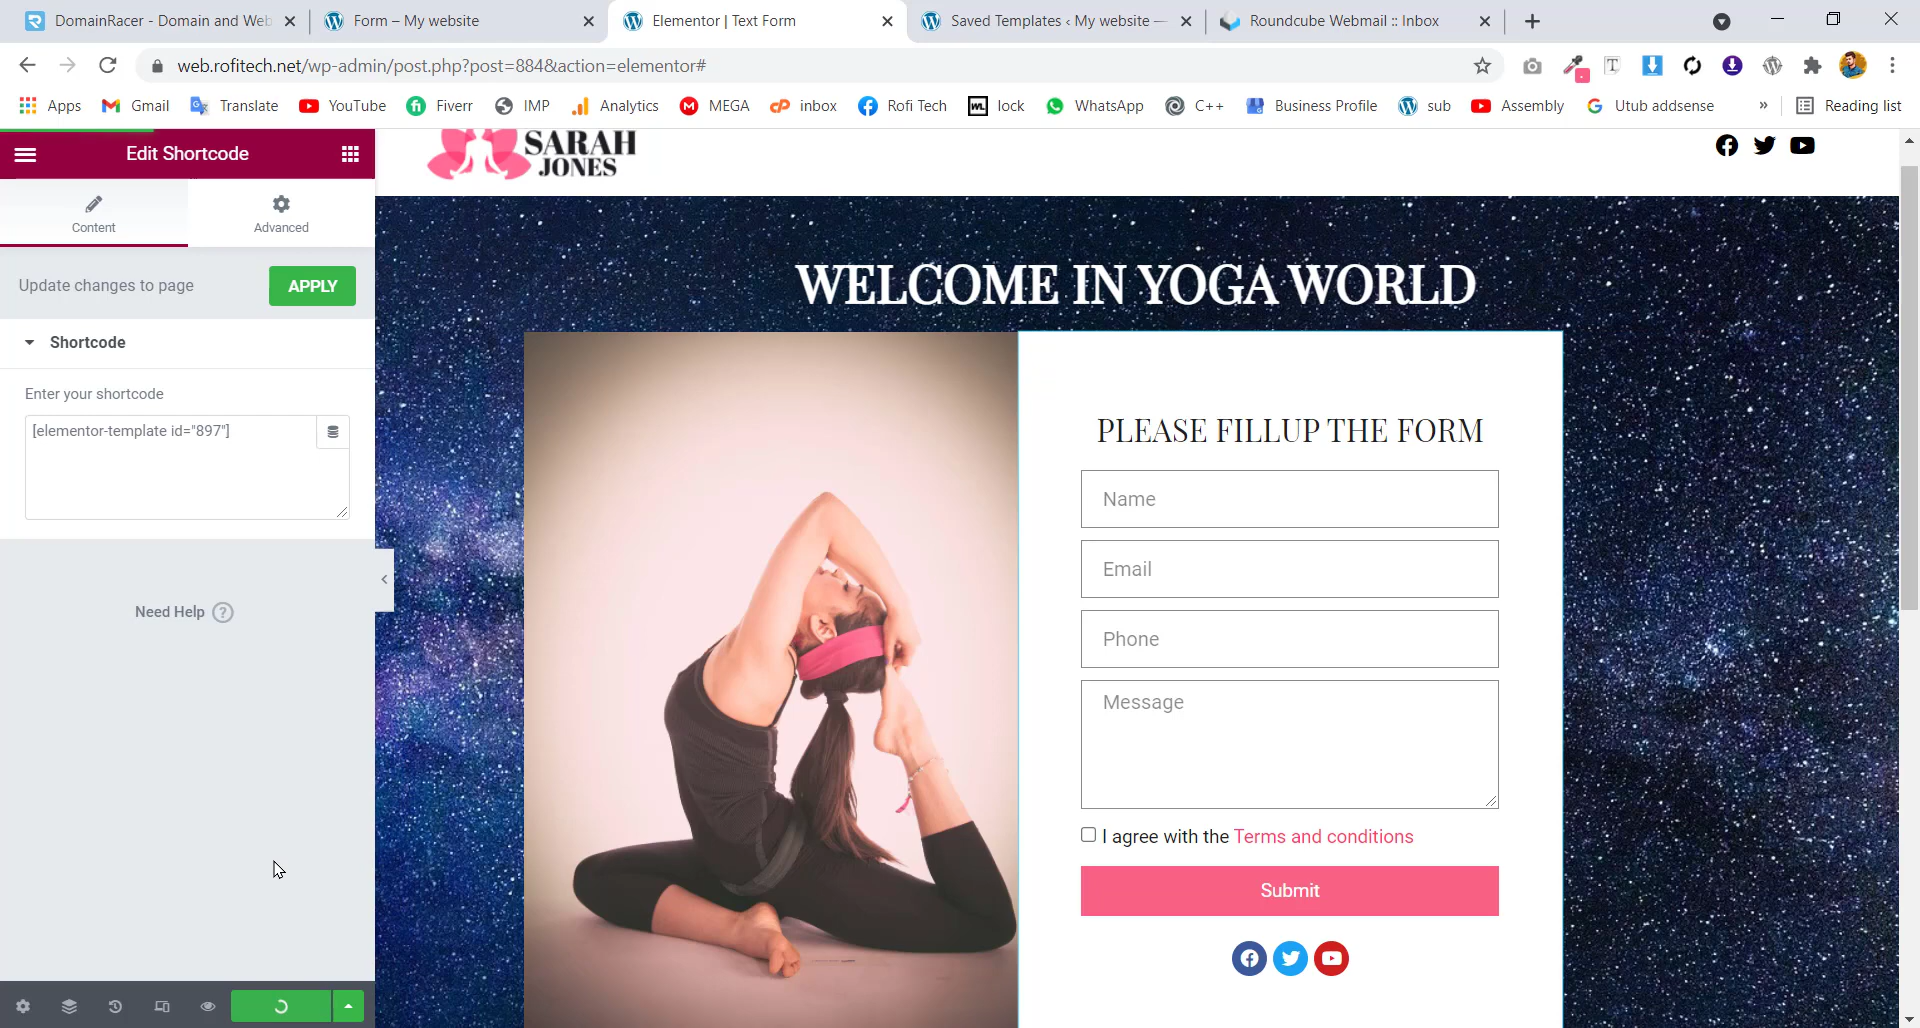 DomainRacer - Domain and Web
Form – My website
Elementor | Text Form
Saved Templates ‹ My website —
Roundcube Webmail :: Inbox
web.rofitech.net/wp-admin/post.php?post=884&action=elementor#
Apps
Gmail
Translate
YouTube
Fiverr
IMP
Analytics
MEGA
inbox
Rofi Tech
lock
WhatsApp
C++
Business Profile
sub
Assembly
Utub addsense
»
Reading list
Edit Shortcode
Content
Advanced
Update changes to page
APPLY
Shortcode
Enter your shortcode
[elementor-template id="897"]
Need Help ?
SARAH
JONES
WELCOME IN YOGA WORLD
PLEASE FILLUP THE FORM
Name
Email
Phone
Message
I agree with the Terms and conditions
Submit